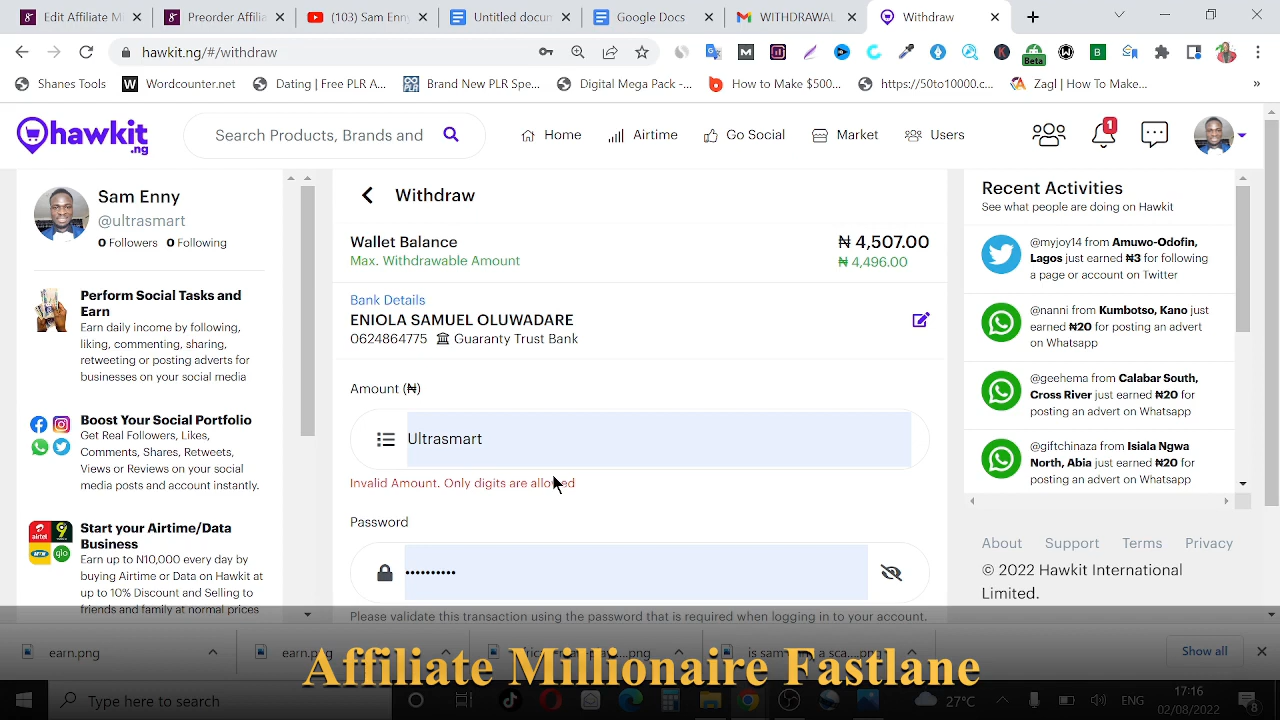 Edit Affiliate M
Preorder Affilia
(103) Sam Enny
Untitled docum
Google Docs
WITHDRAWAL
Withdraw
hawkit.ng/#/withdraw
Beta
Shanes Tools
Wordcounter.net
Dating | Free PLR A...
Brand New PLR Spe...
Digital Mega Pack -...
How to Make $500...
https://50to10000.c...
Zagl | How To Make...
hawkit
.ng
Search Products, Brands and
Home
Airtime
Go Social
Market
Users
1
Sam Enny
@ultrasmart
0 Followers 0 Following
Perform Social Tasks and
Earn
Earn daily income by following,
liking, commenting, sharing,
retweeting or posting adverts for
businesses on your social media
Boost Your Social Portfolio
Get Real Followers, Likes,
Comments, Shares, Retweets,
Views or Reviews on your social
media posts and account instantly.
Start your Airtime/Data
Business
Earn up to N10,000 every day by
buying Airtime or Data on Hawkit at
up to 10% Discount and Selling to
friends and family at normal prices
Withdraw
Wallet Balance ₦ 4,507.00
Max. Withdrawable Amount ₦ 4,496.00
Bank Details
ENIOLA SAMUEL OLUWADARE
0624864775 Guaranty Trust Bank
Amount (₦)
Ultrasmart
Invalid Amount. Only digits are allowed
Password
••••••••••
Please validate this transaction using the password that is required when logging in to your account.
Recent Activities
See what people are doing on Hawkit
@myjoy14 from Amuwo-Odofin,
Lagos just earned ₦3 for following
a page or account on Twitter
@nanni from Kumbotso, Kano just
earned ₦20 for posting an advert
on Whatsapp
@geehema from Calabar South,
Cross River just earned ₦20 for
posting an advert on Whatsapp
@giftchinaza from Isiala Ngwa
North, Abia just earned ₦20 for
posting an advert on Whatsapp
About Support Terms Privacy
© 2022 Hawkit International
Limited.
earn.png
Show all
Affiliate Millionaire Fastlane
Type here to search
27°C
ENG
17:16
02/08/2022
8